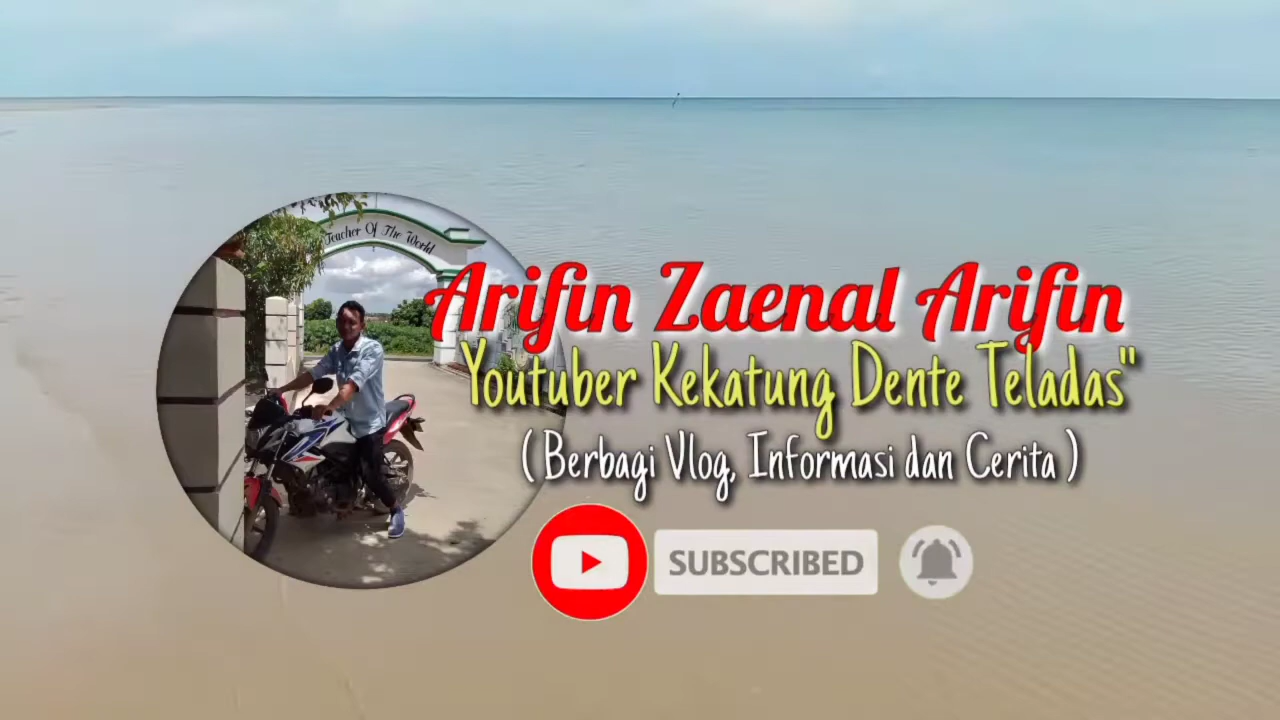 Teacher Of The World
Arifin Zaenal Arifin
Youtuber Kekatung Dente Teladas"
( Berbagi Vlog, Informasi dan Cerita )
SUBSCRIBED